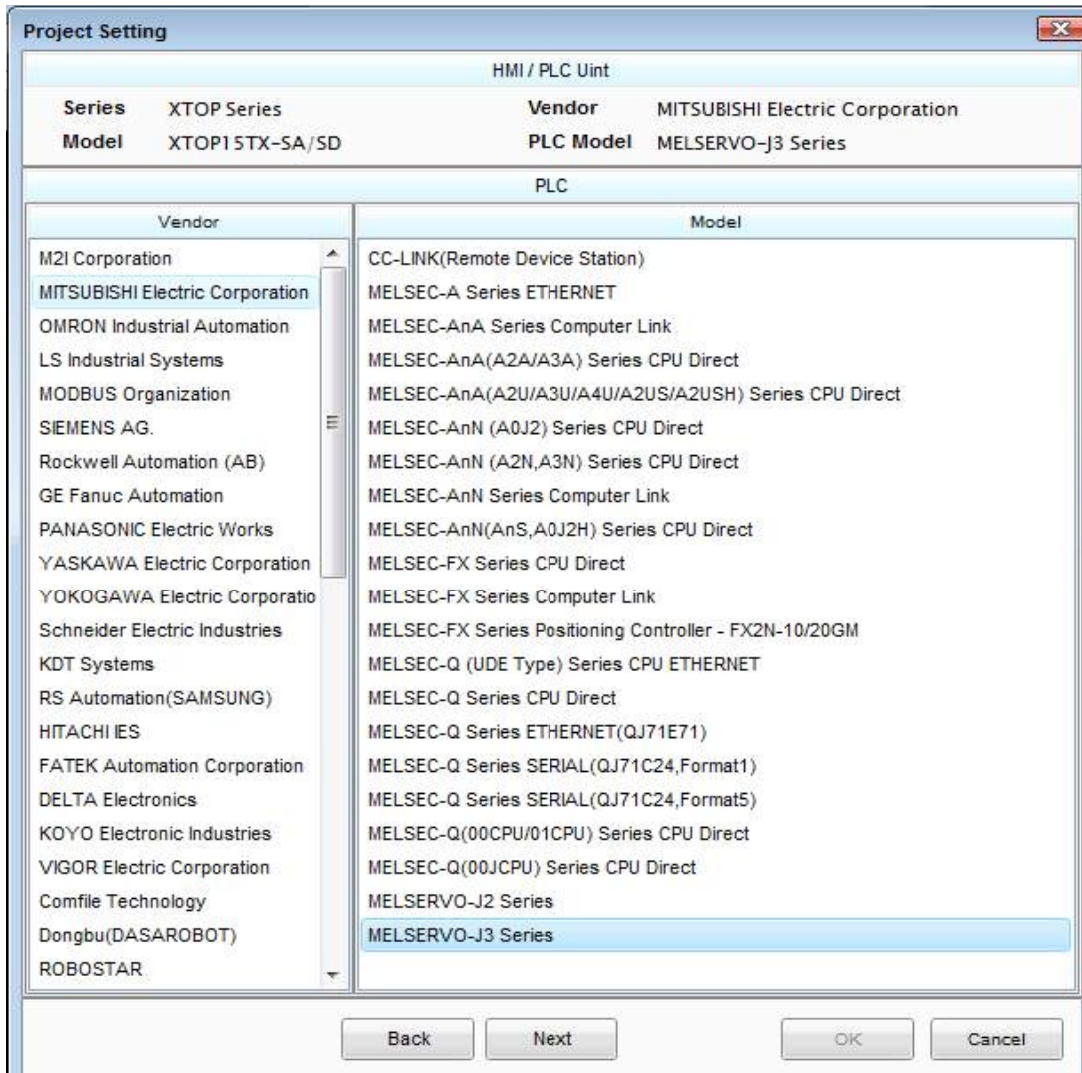 Project Setting
HMI / PLC Uint
Series XTOP Series Vendor MITSUBISHI Electric Corporation
Model XTOP15TX-SA/SD PLC Model MELSERVO-J3 Series
PLC
Vendor Model
M2I Corporation CC-LINK(Remote Device Station)
MITSUBISHI Electric Corporation MELSEC-A Series ETHERNET
OMRON Industrial Automation MELSEC-AnA Series Computer Link
LS Industrial Systems MELSEC-AnA(A2A/A3A) Series CPU Direct
MODBUS Organization MELSEC-AnA(A2U/A3U/A4U/A2US/A2USH) Series CPU Direct
SIEMENS AG. MELSEC-AnN (A0J2) Series CPU Direct
Rockwell Automation (AB) MELSEC-AnN (A2N,A3N) Series CPU Direct
GE Fanuc Automation MELSEC-AnN Series Computer Link
PANASONIC Electric Works MELSEC-AnN(AnS,A0J2H) Series CPU Direct
YASKAWA Electric Corporation MELSEC-FX Series CPU Direct
YOKOGAWA Electric Corporatio MELSEC-FX Series Computer Link
Schneider Electric Industries MELSEC-FX Series Positioning Controller - FX2N-10/20GM
KDT Systems MELSEC-Q (UDE Type) Series CPU ETHERNET
RS Automation(SAMSUNG) MELSEC-Q Series CPU Direct
HITACHI IES MELSEC-Q Series ETHERNET(QJ71E71)
FATEK Automation Corporation MELSEC-Q Series SERIAL(QJ71C24,Format1)
DELTA Electronics MELSEC-Q Series SERIAL(QJ71C24,Format5)
KOYO Electronic Industries MELSEC-Q(00CPU/01CPU) Series CPU Direct
VIGOR Electric Corporation MELSEC-Q(00JCPU) Series CPU Direct
Comfile Technology MELSERVO-J2 Series
Dongbu(DASAROBOT) MELSERVO-J3 Series
ROBOSTAR
Back Next OK Cancel